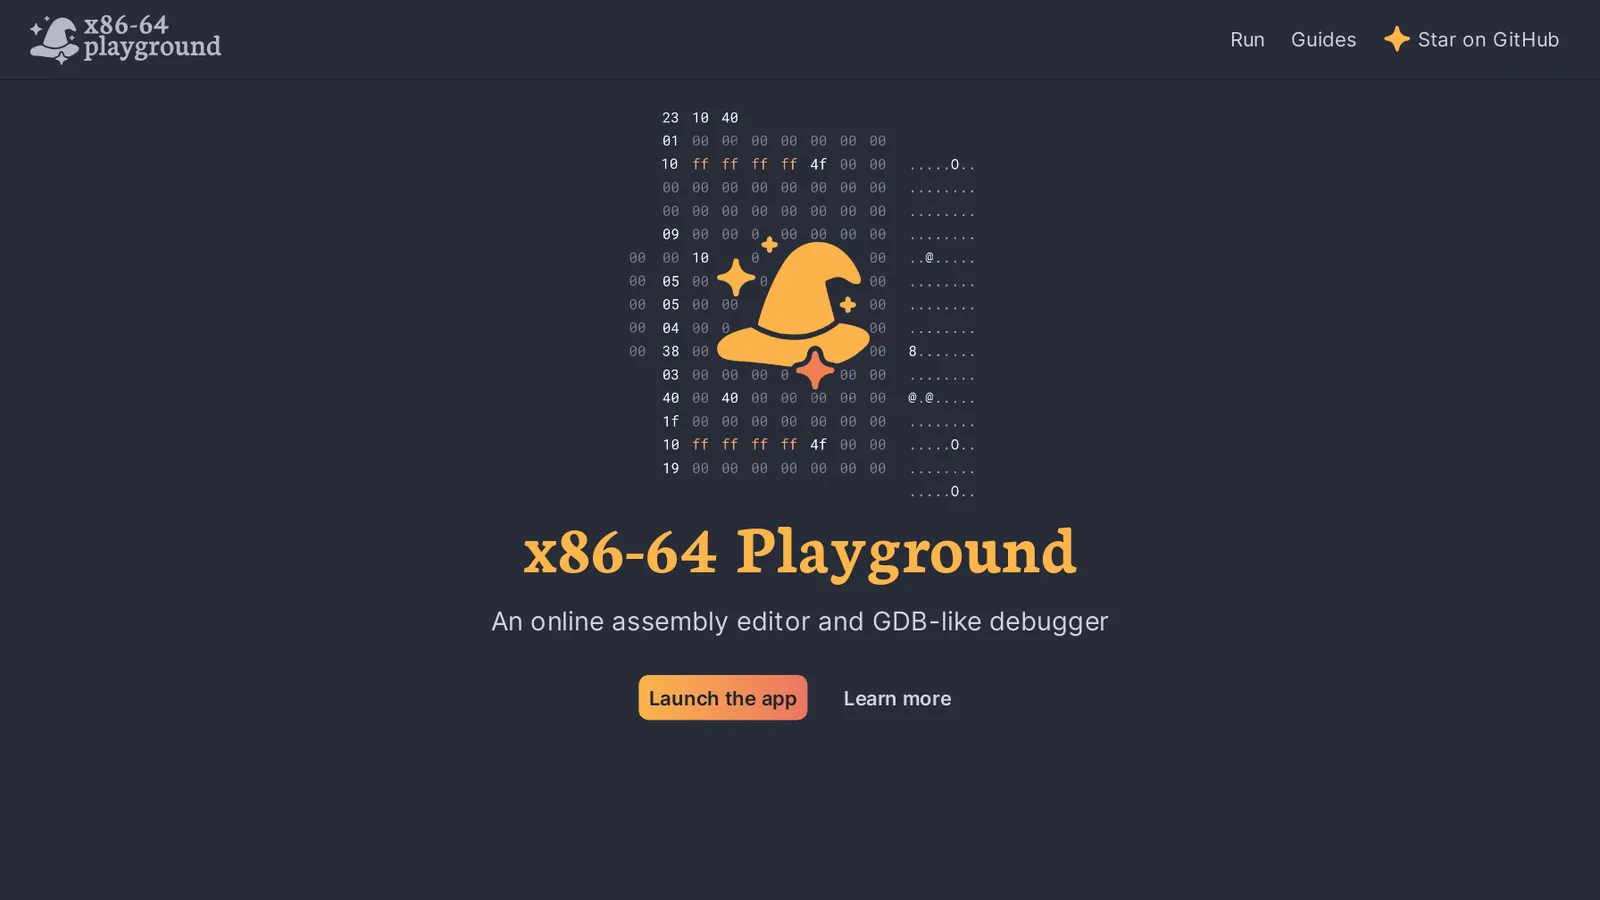 x86-64
playground
Run Guides Star on GitHub
23 10 40
01 00 00 00 00 00 00 00
10 ff ff ff ff 4f 00 00 .....O..
00 00 00 00 00 00 00 00 ........
00 00 00 00 00 00 00 00 ........
09 00 00 0 00 00 00 00 ........
00 00 10 0 00 ..@.....
00 05 00 0 00 ........
00 05 00 00 00 ........
00 04 00 0 00 ........
00 38 00 00 8.......
03 00 00 00 0 00 00 ........
40 00 40 00 00 00 00 00 @.@.....
1f 00 00 00 00 00 00 00 ........
10 ff ff ff ff 4f 00 00 .....O..
19 00 00 00 00 00 00 00 ........
.....O..
x86-64 Playground
An online assembly editor and GDB-like debugger
Launch the app Learn more